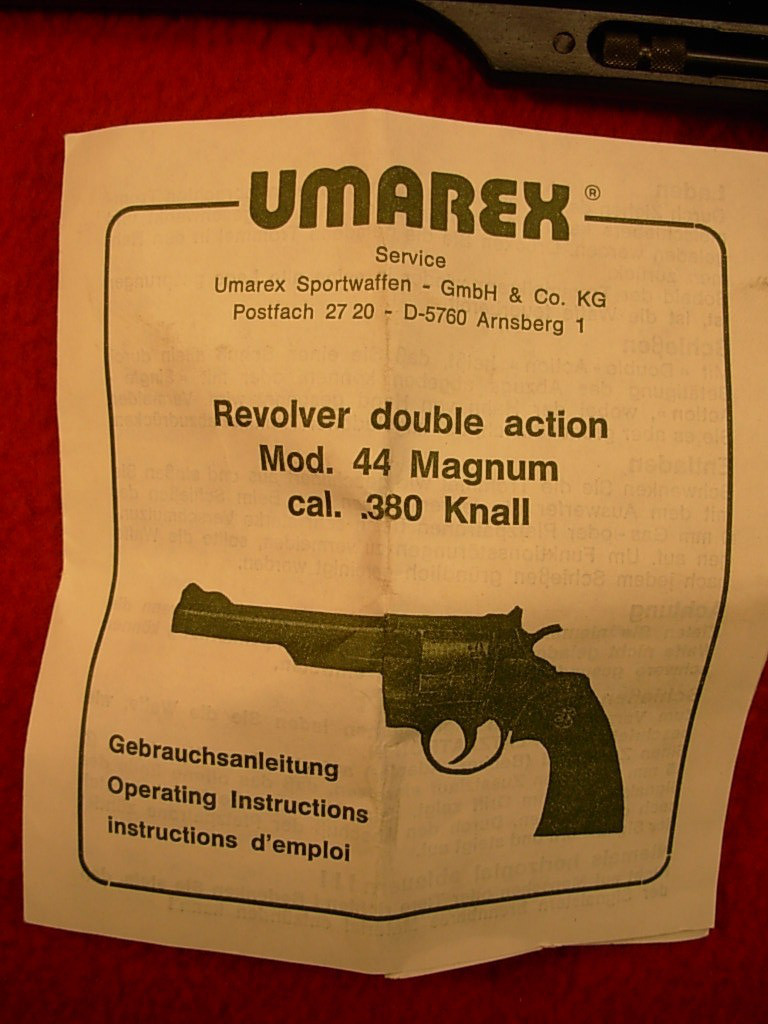 UMAREX ®
Service
Umarex Sportwaffen - GmbH & Co. KG
Postfach 27 20 - D-5760 Arnsberg 1
Revolver double action
Mod. 44 Magnum
cal. .380 Knall
Gebrauchsanleitung
Operating Instructions
instructions d'emploi